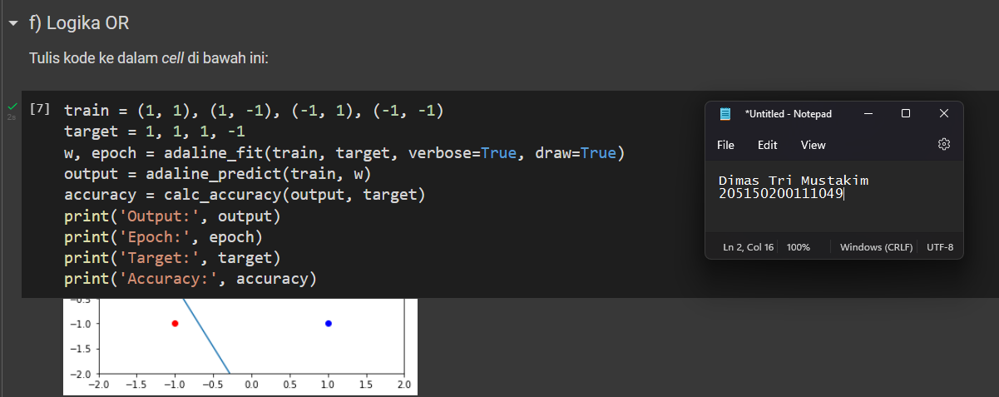 f) Logika OR
Tulis kode ke dalam cell di bawah ini:
[7]
2s
train = (1, 1), (1, -1), (-1, 1), (-1, -1)
target = 1, 1, 1, -1
w, epoch = adaline_fit(train, target, verbose=True, draw=True)
output = adaline_predict(train, w)
accuracy = calc_accuracy(output, target)
print('Output:', output)
print('Epoch:', epoch)
print('Target:', target)
print('Accuracy:', accuracy)
*Untitled - Notepad
File Edit View
Dimas Tri Mustakim
205150200111049
Ln 2, Col 16 100% Windows (CRLF) UTF-8
−0.5
−1.0
−1.5
−2.0
−2.0 −1.5 −1.0 −0.5 0.0 0.5 1.0 1.5 2.0